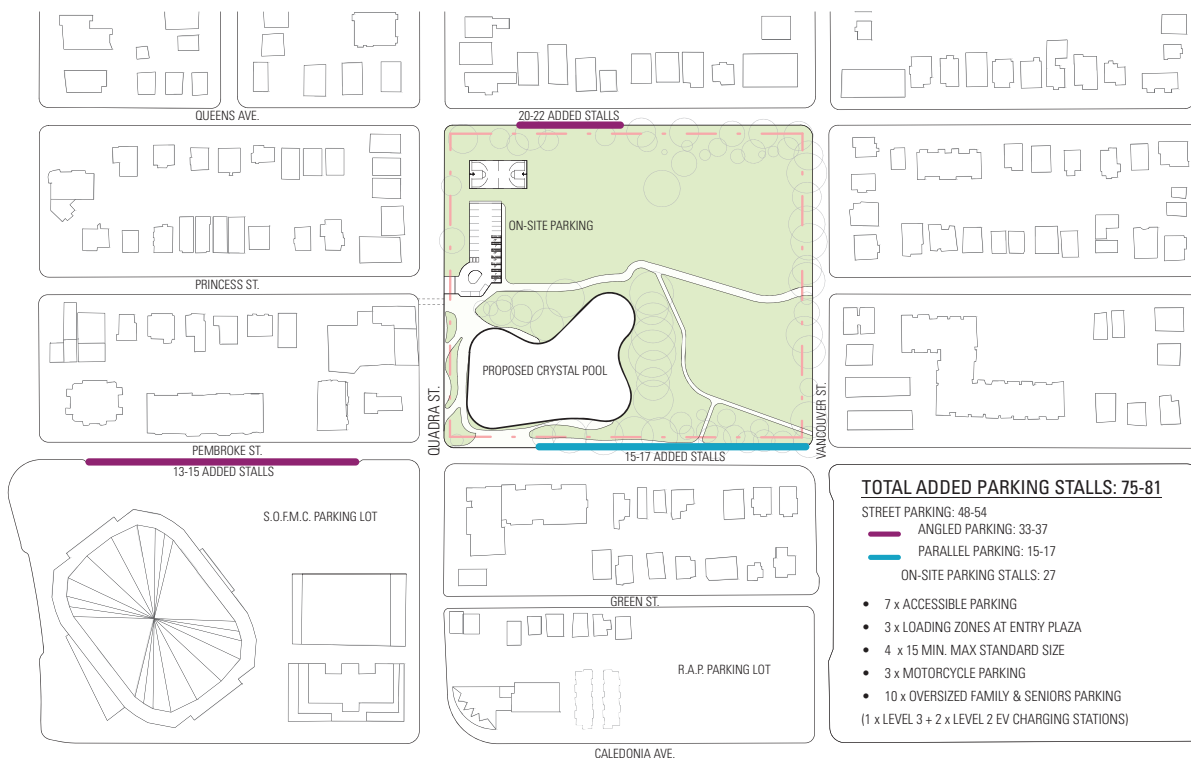 QUEENS AVE.
20-22 ADDED STALLS
ON-SITE PARKING
PRINCESS ST.
PROPOSED CRYSTAL POOL
QUADRA ST.
VANCOUVER ST.
PEMBROKE ST.
13-15 ADDED STALLS
15-17 ADDED STALLS
S.O.F.M.C. PARKING LOT
TOTAL ADDED PARKING STALLS: 75-81
STREET PARKING: 48-54
ANGLED PARKING: 33-37
PARALLEL PARKING: 15-17
ON-SITE PARKING STALLS: 27
• 7 x ACCESSIBLE PARKING
• 3 x LOADING ZONES AT ENTRY PLAZA
• 4 x 15 MIN. MAX STANDARD SIZE
• 3 x MOTORCYCLE PARKING
• 10 x OVERSIZED FAMILY & SENIORS PARKING
(1 x LEVEL 3 + 2 x LEVEL 2 EV CHARGING STATIONS)
GREEN ST.
R.A.P. PARKING LOT
CALEDONIA AVE.